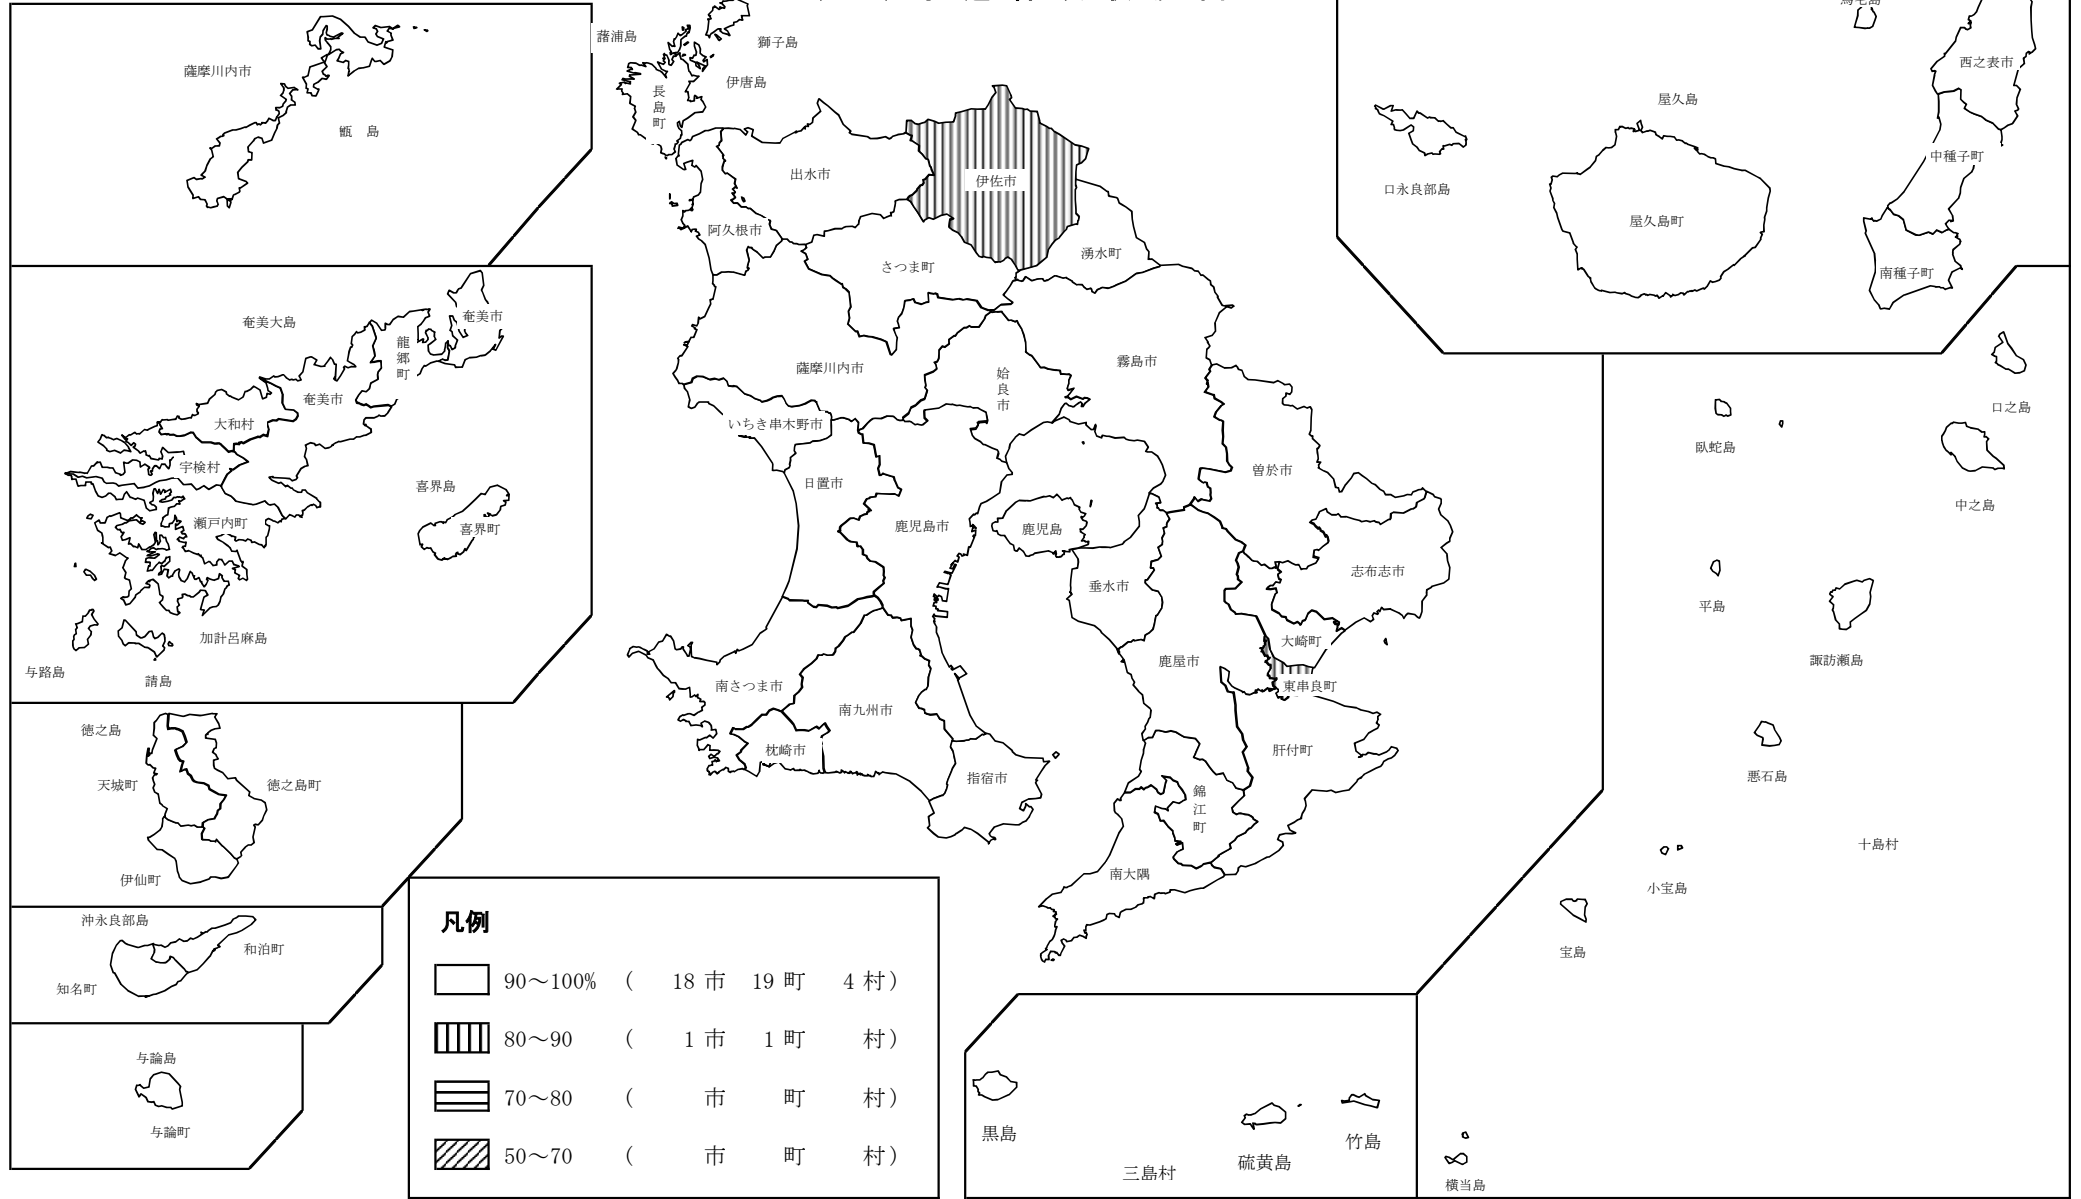 薩摩川内市
甑　島
藷浦島
獅子島
伊唐島
長島町
出水市
阿久根市
伊佐市
さつま町
湧水町
薩摩川内市
姶良市
霧島市
いちき串木野市
日置市
鹿児島市
鹿児島
曽於市
志布志市
垂水市
鹿屋市
大崎町
東串良町
肝付町
錦江町
南大隅
南さつま市
南九州市
枕崎市
指宿市
西之表市
屋久島
中種子町
口永良部島
屋久島町
南種子町
奄美大島
奄美市
龍郷町
奄美市
大和村
宇検村
瀬戸内町
喜界島
喜界町
加計呂麻島
与路島
請島
徳之島
天城町
徳之島町
伊仙町
沖永良部島
和泊町
知名町
与論島
与論町
口之島
臥蛇島
中之島
平島
諏訪瀬島
悪石島
十島村
小宝島
宝島
横当島
黒島
硫黄島
竹島
三島村
凡例
90～100% （ 18 市 19 町 4 村）
80～90 （ 1 市 1 町 村）
70～80 （ 市 町 村）
50～70 （ 市 町 村）